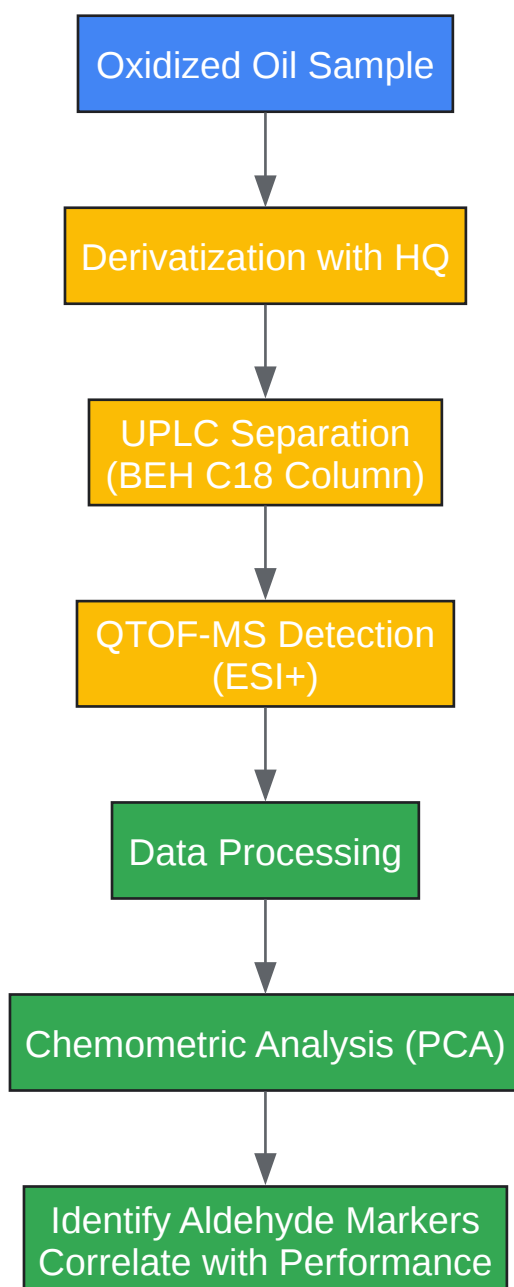 Oxidized Oil Sample
Derivatization with HQ
UPLC Separation
(BEH C18 Column)
QTOF-MS Detection
(ESI+)
Data Processing
Chemometric Analysis (PCA)
Identify Aldehyde Markers
Correlate with Performance